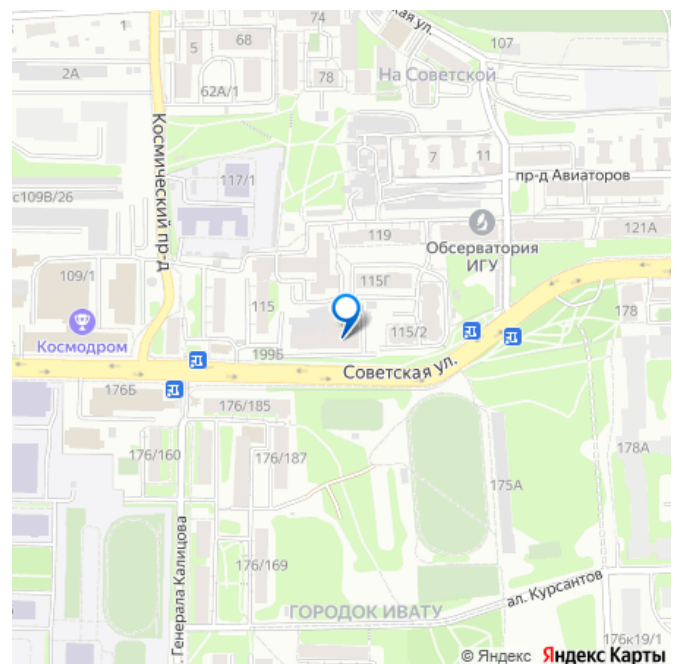 74
ская ул.
1
5
68
107
2А
78
На Советской
62А/1
7
11
117/1
пр-д Авиаторов
с109В/26
Космический пр-д
119
Обсерватория
ИГУ
121А
109/1
115
115Г
178
Космодром
115/2
199Б
Советская ул.
176Б
176/185
176/160
176/187
178А
175А
176/169
. Генерала Калицова
ал. Курсантов
ГОРОДОК ИВАТУ
176к19/1
© Яндекс Яндекс Карты